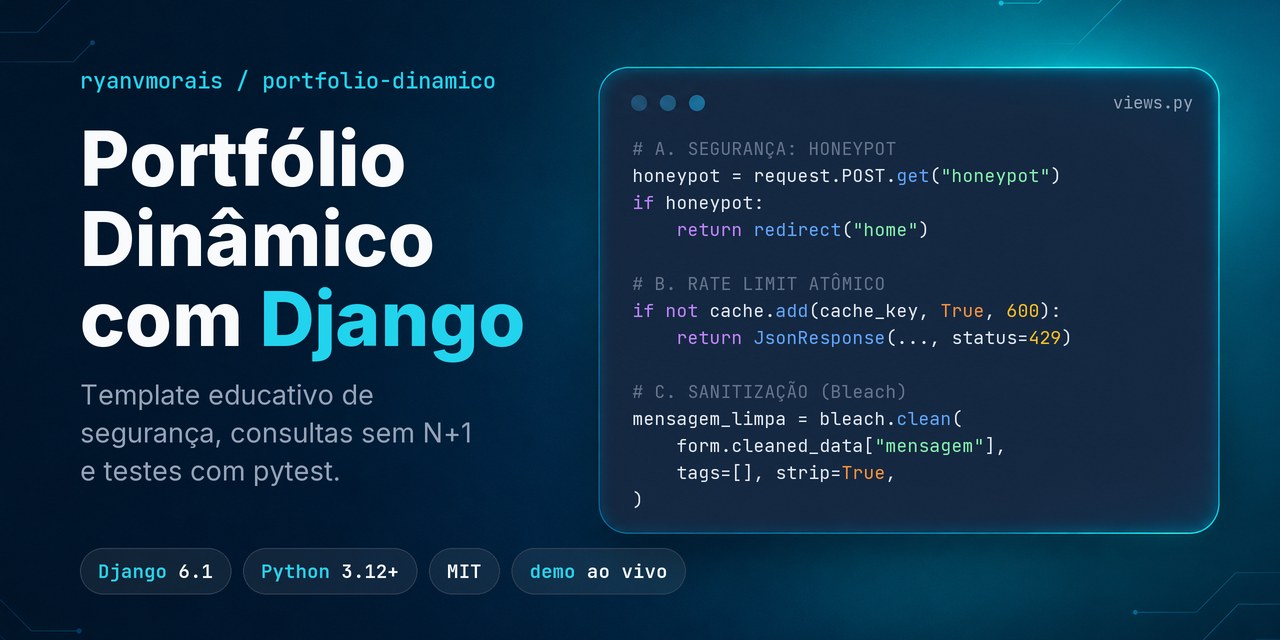 ryanvmorais / portfolio-dinamico
Portfólio
Dinâmico
com Django
Template educativo de
segurança, consultas sem N+1
e testes com pytest.
Django 6.1
Python 3.12+
MIT
demo ao vivo
views.py
# A. SEGURANÇA: HONEYPOT
honeypot = request.POST.get("honeypot")
if honeypot:
    return redirect("home")
# B. RATE LIMIT ATÔMICO
if not cache.add(cache_key, True, 600):
    return JsonResponse(..., status=429)
# C. SANITIZAÇÃO (Bleach)
mensagem_limpa = bleach.clean(
    form.cleaned_data["mensagem"],
    tags=[], strip=True,
)